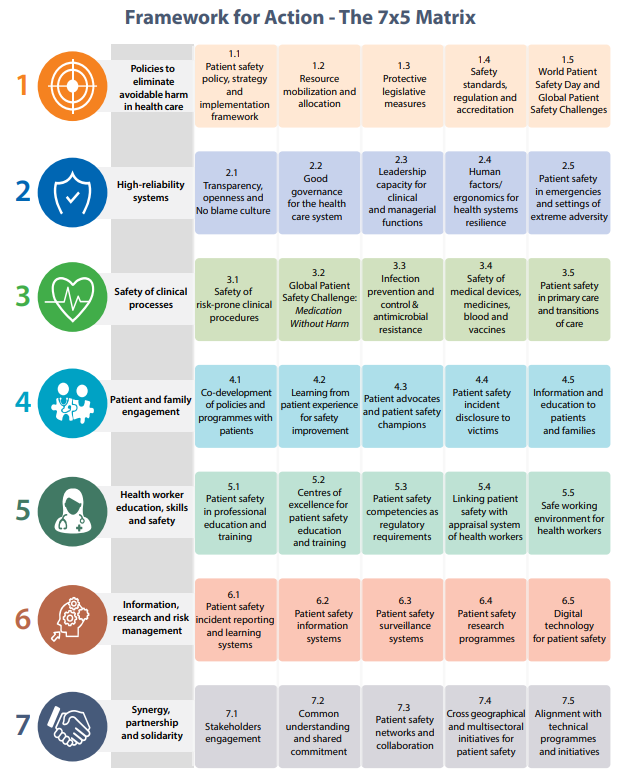 Framework for Action - The 7x5 Matrix
1
Policies to
eliminate
avoidable harm
in health care
1.1
Patient safety
policy, strategy
and
implementation
framework
1.2
Resource
mobilization and
allocation
1.3
Protective
legislative
measures
1.4
Safety
standards,
regulation and
accreditation
1.5
World Patient
Safety Day and
Global Patient
Safety Challenges
2
High-reliability
systems
2.1
Transparency,
openness and
No blame culture
2.2
Good
governance
for the health
care system
2.3
Leadership
capacity for
clinical
and managerial
functions
2.4
Human
factors/
ergonomics for
health systems
resilience
2.5
Patient safety
in emergencies
and settings of
extreme adversity
3
Safety of clinical
processes
3.1
Safety of
risk-prone clinical
procedures
3.2
Global Patient
Safety Challenge:
Medication
Without Harm
3.3
Infection
prevention and
control &
antimicrobial
resistance
3.4
Safety of
medical devices,
medicines,
blood and
vaccines
3.5
Patient safety
in primary care
and transitions
of care
4
Patient and family
engagement
4.1
Co-development
of policies and
programmes with
patients
4.2
Learning from
patient experience
for safety
improvement
4.3
Patient advocates
and patient safety
champions
4.4
Patient safety
incident
disclosure to
victims
4.5
Information and
education to
patients
and families
5
Health worker
education, skills
and safety
5.1
Patient safety
in professional
education and
training
5.2
Centres of
excellence for
patient safety
education
and training
5.3
Patient safety
competencies as
regulatory
requirements
5.4
Linking patient
safety with
appraisal system
of health workers
5.5
Safe working
environment for
health workers
6
Information,
research and risk
management
6.1
Patient safety
incident reporting
and learning
systems
6.2
Patient safety
information
systems
6.3
Patient safety
surveillance
systems
6.4
Patient safety
research
programmes
6.5
Digital
technology
for patient safety
7
Synergy,
partnership
and solidarity
7.1
Stakeholders
engagement
7.2
Common
understanding
and shared
commitment
7.3
Patient safety
networks and
collaboration
7.4
Cross geographical
and multisectoral
initiatives for
patient safety
7.5
Alignment with
technical
programmes
and initiatives